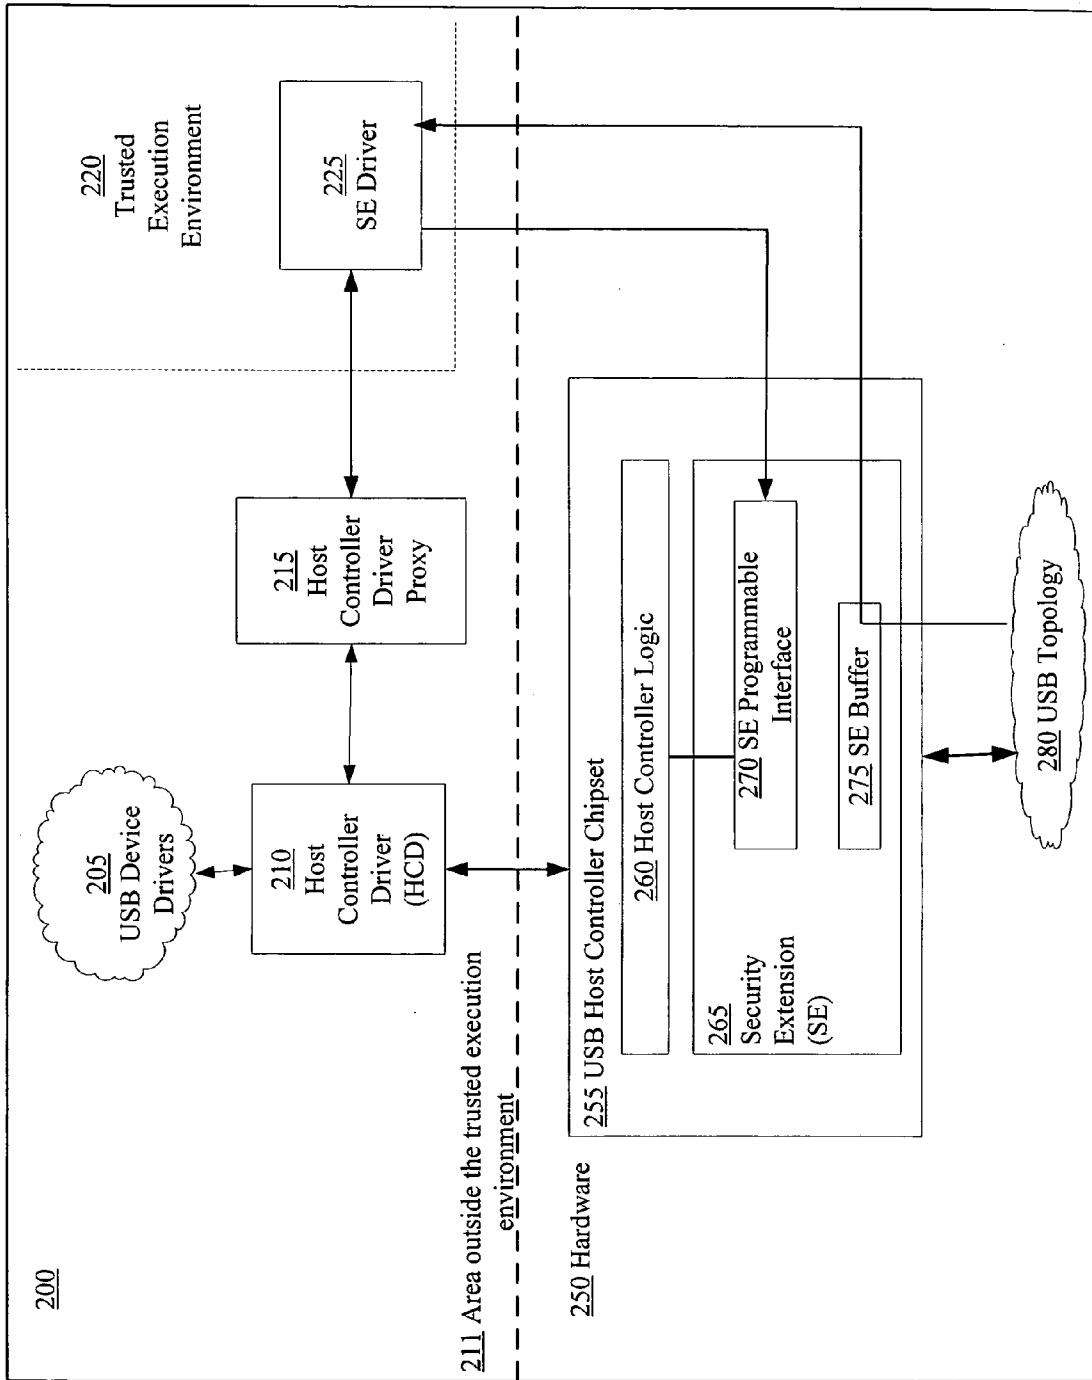 200
205
USB Device
Drivers
220
Trusted
Execution
Environment
210
Host
Controller
Driver
(HCD)
215
Host
Controller
Driver
Proxy
225
SE Driver
211 Area outside the trusted execution
environment
250 Hardware
255 USB Host Controller Chipset
260 Host Controller Logic
265
Security
Extension
(SE)
270 SE Programmable
Interface
275 SE Buffer
280 USB Topology